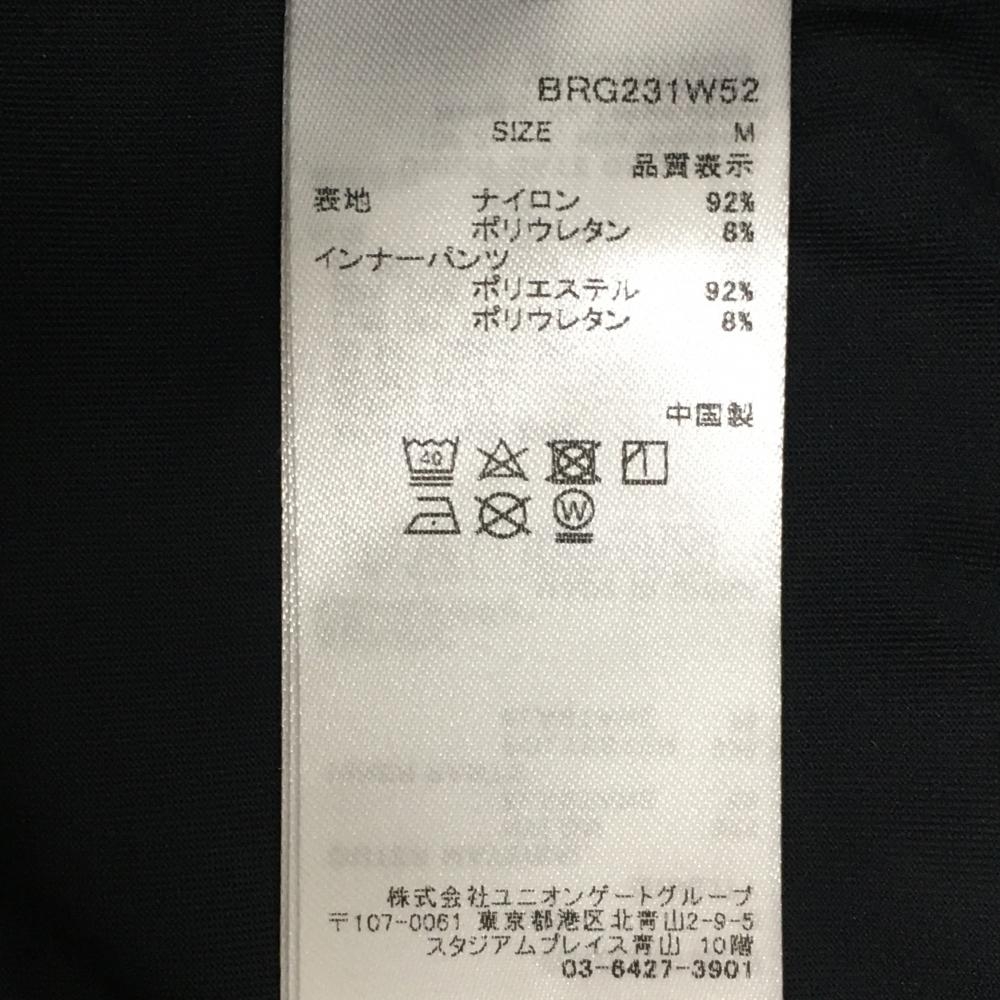 BRG231W52
SIZE M
品質表示
表地 ナイロン 92%
ポリウレタン 8%
インナーパンツ
ポリエステル 92%
ポリウレタン 8%
中国製
40
W
株式会社ユニオンゲートグループ
〒107-0061 東京都港区北青山2-9-5
スタジアムプレイス青山 10階
03-6427-3901